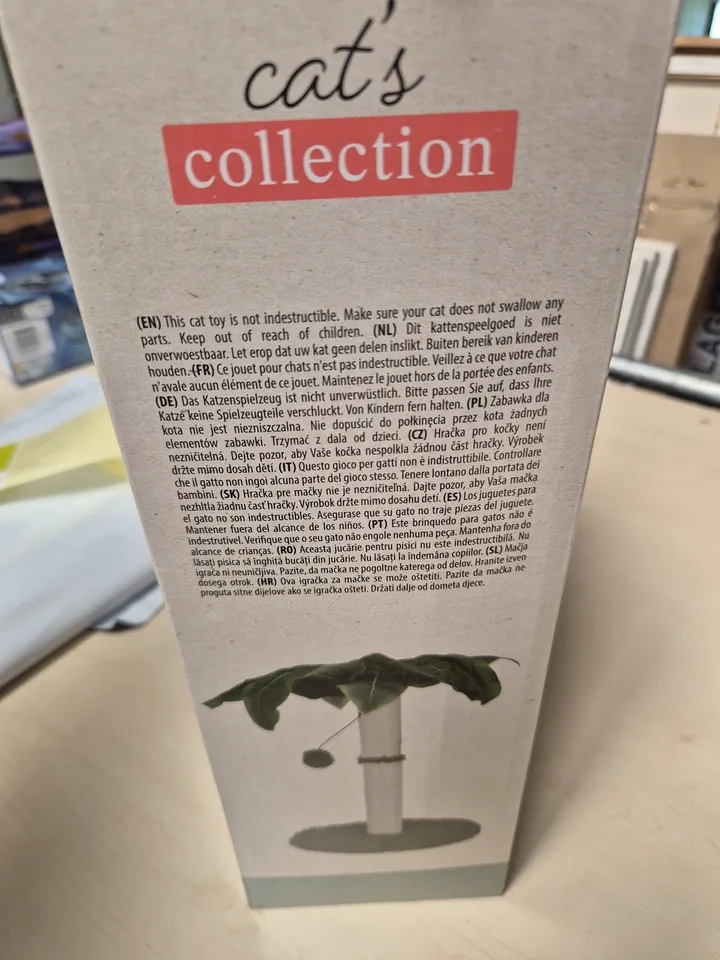 cat's
collection
(EN) This cat toy is not indestructible. Make sure your cat does not swallow any
parts. Keep out of reach of children. (NL) Dit kattenspeelgoed is niet
onverwoestbaar. Let erop dat uw kat geen delen inslikt. Buiten bereik van kinderen
houden. (FR) Ce jouet pour chats n'est pas indestructible. Veillez à ce que votre chat
n'avale aucun élément de ce jouet. Maintenez le jouet hors de la portée des enfants.
(DE) Das Katzenspielzeug ist nicht unverwüstlich. Bitte passen Sie auf, dass Ihre
Katze keine Spielzeugteile verschluckt. Von Kindern fern halten. (PL) Zabawka dla
kota nie jest niezniszczalna. Nie dopuścić do połknięcia przez kota żadnych
elementów zabawki. Trzymać z dala od dzieci. (CZ) Hračka pro kočky není
nezničitelná. Dejte pozor, aby Vaše kočka nespolkla žádnou část hračky. Výrobek
držte mimo dosah dětí. (IT) Questo gioco per gatti non è indistruttibile. Controllare
che il gatto non ingoi alcuna parte del gioco stesso. Tenere lontano dalla portata dei
bambini. (SK) Hračka pre mačky nie je nezničiteľná. Dajte pozor, aby Vaša mačka
nezhltla žiadnu časť hračky. Výrobok držte mimo dosahu detí. (ES) Los juguetes para
el gato no son indestructibles. Asegurase que su gato no traje piezas del juguete.
Mantener fuera del alcance de los niños. (PT) Este brinquedo para gatos não é
indestrutível. Verifique que o seu gato não engole nenhuma peça. Mantenha fora do
alcance de crianças. (RO) Aceasta jucărie pentru pisici nu este indestructibilă. Nu
lăsați pisica să înghită bucăți din jucărie. Nu lăsați la îndemâna copiilor. (SL) Mačja
igrača ni neuničljiva. Pazite, da mačka ne pogoltne katerega od delov. Hranite izven
dosega otrok. (HR) Ova igračka za mačke se može oštetiti. Pazite da mačka ne
proguta sitne dijelove ako se igračka ošteti. Držati dalje od dometa djece.